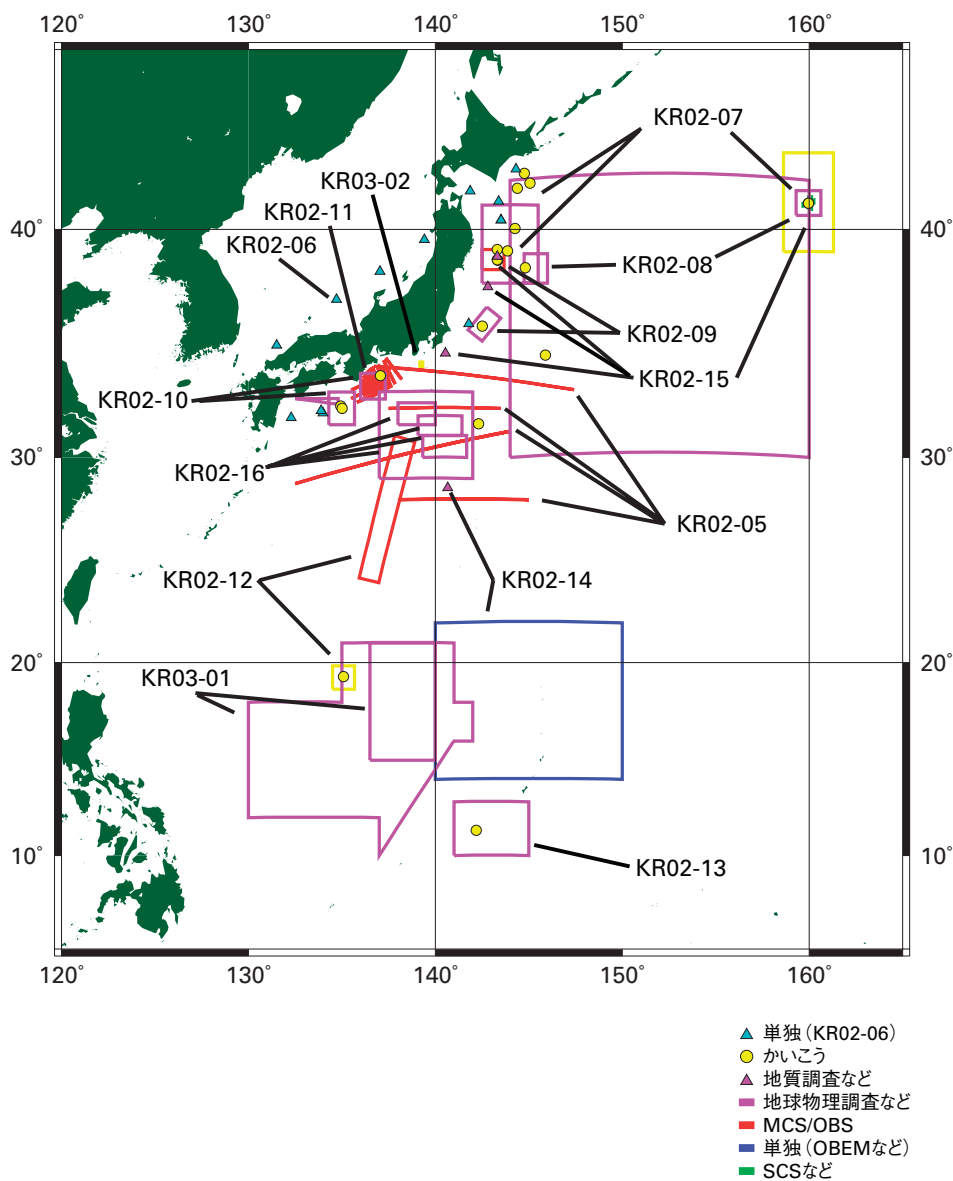 120˚ 130˚ 140˚ 150˚ 160˚
KR02-07
KR03-02
KR02-11
40˚ 40˚
KR02-06
KR02-08
KR02-09
KR02-15
KR02-10
KR02-16
30˚ 30˚
KR02-05
KR02-12
KR02-14
20˚ 20˚
KR03-01
10˚ 10˚
KR02-13
120˚ 130˚ 140˚ 150˚ 160˚
単独（KR02-06）
かいこう
地質調査など
地球物理調査など
MCS/OBS
単独（OBEMなど）
SCSなど